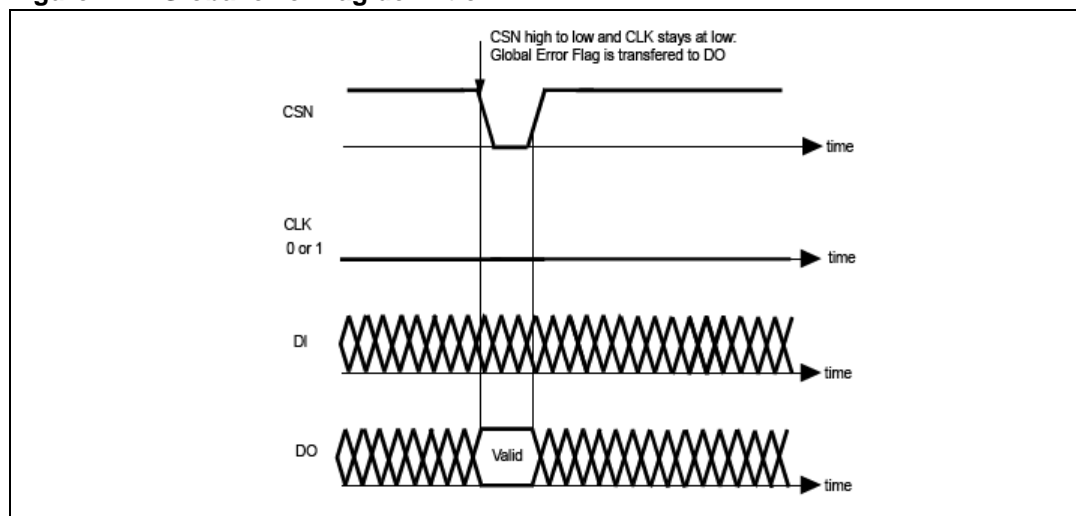 CSN high to low and CLK stays at low:
Global Error Flag is transfered to DO
CSN
time
CLK
0 or 1
time
DI
time
DO
Valid
time